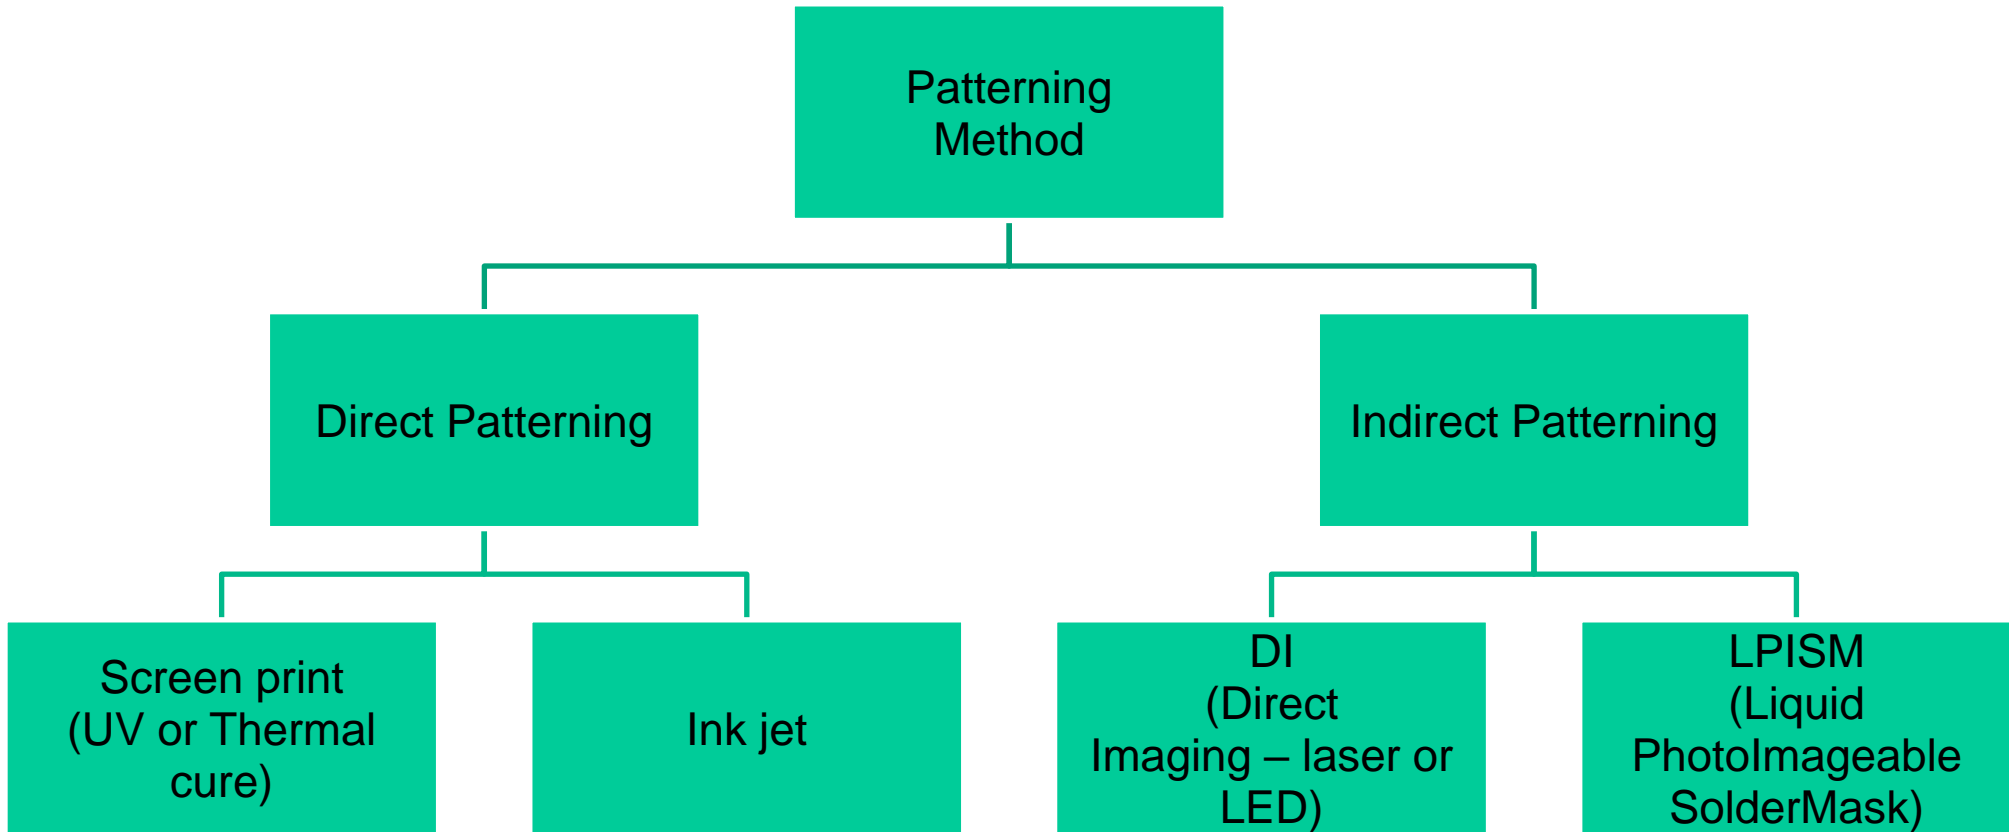 Patterning
Method
Direct Patterning
Indirect Patterning
Screen print
(UV or Thermal
cure)
Ink jet
DI
(Direct
Imaging – laser or
LED)
LPISM
(Liquid
PhotoImageable
SolderMask)